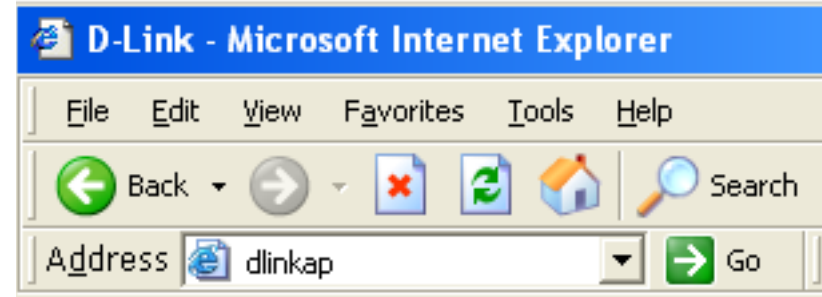 D-Link - Microsoft Internet Explorer
File Edit View Favorites Tools Help
Back Search
Address dlinkap Go